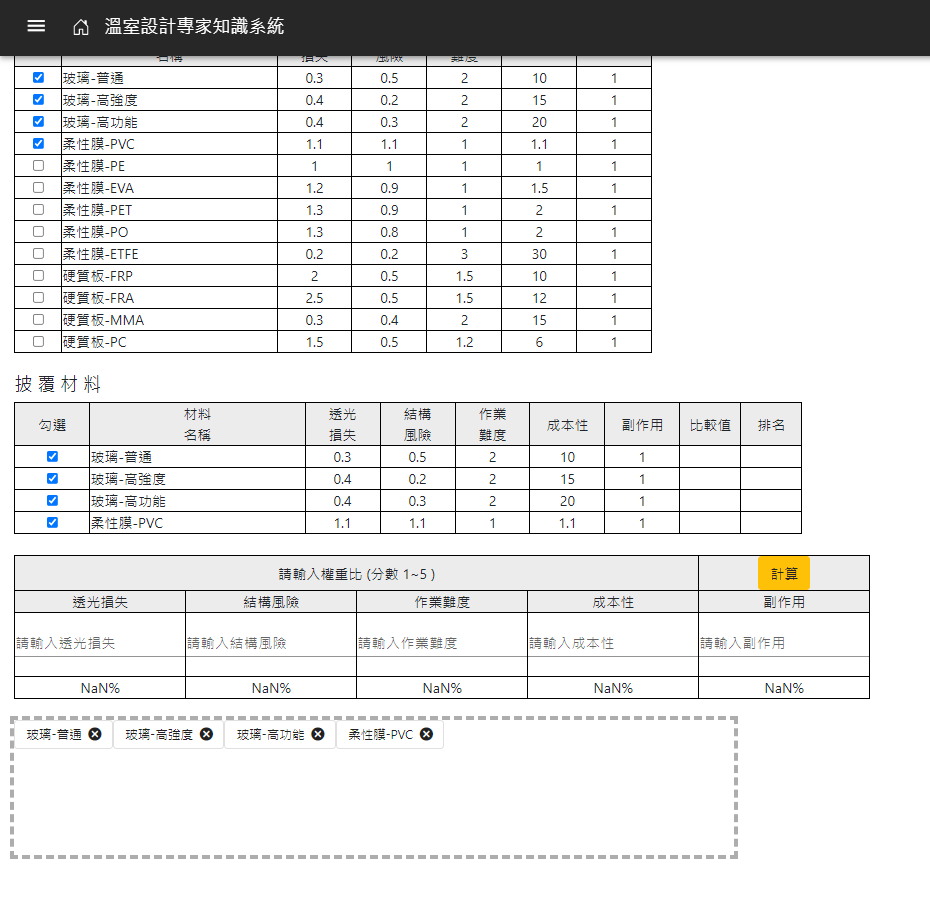 溫室設計專家知識系統
名稱 損失 風險 難度
玻璃-普通 0.3 0.5 2 10 1
玻璃-高強度 0.4 0.2 2 15 1
玻璃-高功能 0.4 0.3 2 20 1
柔性膜-PVC 1.1 1.1 1 1.1 1
柔性膜-PE 1 1 1 1 1
柔性膜-EVA 1.2 0.9 1 1.5 1
柔性膜-PET 1.3 0.9 1 2 1
柔性膜-PO 1.3 0.8 1 2 1
柔性膜-ETFE 0.2 0.2 3 30 1
硬質板-FRP 2 0.5 1.5 10 1
硬質板-FRA 2.5 0.5 1.5 12 1
硬質板-MMA 0.3 0.4 2 15 1
硬質板-PC 1.5 0.5 1.2 6 1
披覆材料
勾選 材料 透光 結構 作業 成本性 副作用 比較值 排名
名稱 損失 風險 難度
玻璃-普通 0.3 0.5 2 10 1
玻璃-高強度 0.4 0.2 2 15 1
玻璃-高功能 0.4 0.3 2 20 1
柔性膜-PVC 1.1 1.1 1 1.1 1
請輸入權重比 (分數 1~5 ) 計算
透光損失 結構風險 作業難度 成本性 副作用
請輸入透光損失 請輸入結構風險 請輸入作業難度 請輸入成本性 請輸入副作用
NaN% NaN% NaN% NaN% NaN%
玻璃-普通 玻璃-高強度 玻璃-高功能 柔性膜-PVC